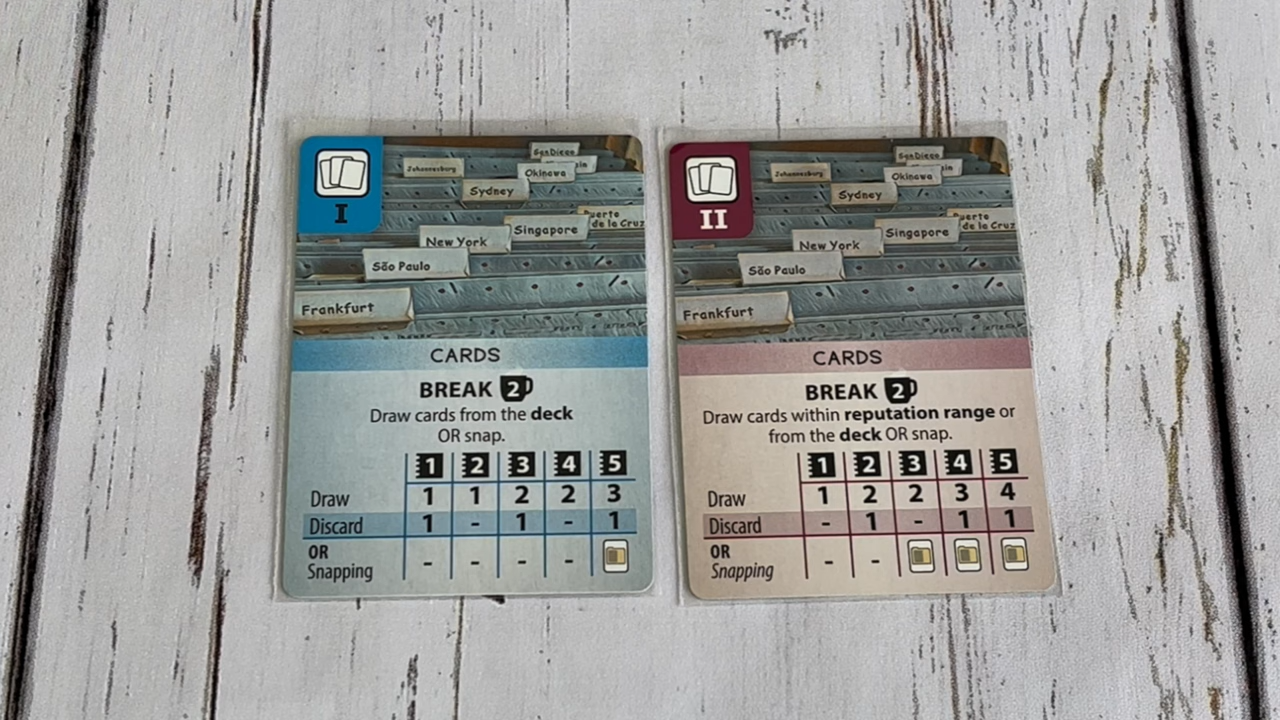 I
San Diego
Johannesburg
Okinawa
Sydney
Puerto
de la Cruz
Singapore
New York
São Paulo
Frankfurt
CARDS
BREAK 2
Draw cards from the deck
OR snap.
1 2 3 4 5
Draw 1 1 2 2 3
Discard 1 - 1 - 1
OR
Snapping - - - -
II
San Diego
Johannesburg
Okinawa
Sydney
Puerto
de la Cruz
Singapore
New York
São Paulo
Frankfurt
CARDS
BREAK 2
Draw cards within reputation range or
from the deck OR snap.
1 2 3 4 5
Draw 1 2 2 3 4
Discard - 1 - 1 1
OR
Snapping - -